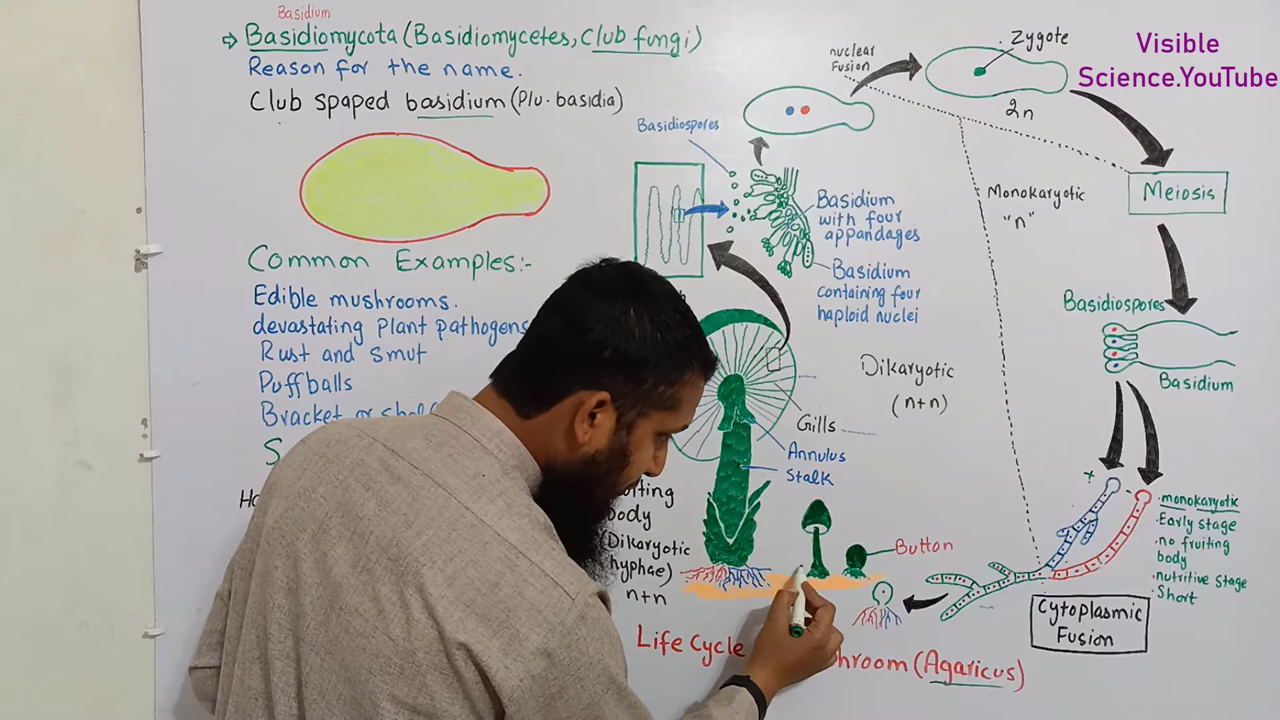 Basidium
⇨ Basidiomycota (Basidiomycetes, Club fungi)
Reason for the name.
Club spaped basidium (Plu. basidia)
Common Examples:-
Edible mushrooms.
devastating Plant pathogens
Rust and Smut
Puffballs
Bracket or
Visible
Science.YouTube
nuclear
Fusion
Zygote
2n
Basidiospores
Meiosis
Monokaryotic
"n"
Basidium
with four
appandages
Basidium
containing four
haploid nuclei
Basidiospores
Basidium
Dikaryotic
(n+n)
Gills
Annulus
Stalk
body
(Dikaryotic
hyphae)
n+n
Button
+
-
. monokaryotic
. Early stage
. no fruiting
body
. nutritive stage
. Short
Cytoplasmic
Fusion
Life Cycle
(Agaricus)